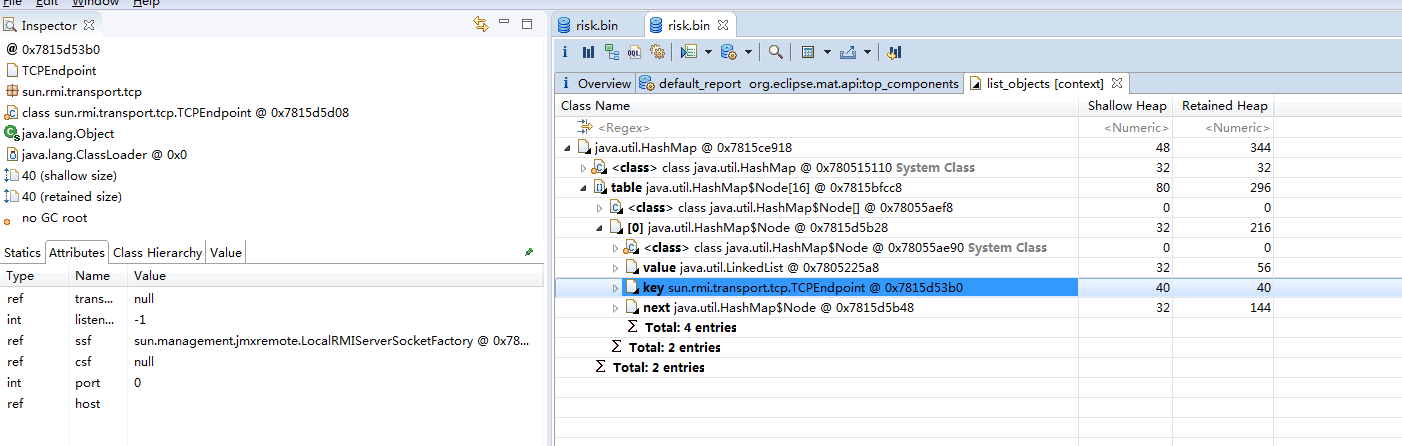 File Edit Window Help
Inspector
@ 0x7815d53b0
TCPEndpoint
sun.rmi.transport.tcp
class sun.rmi.transport.tcp.TCPEndpoint @ 0x7815d5d08
java.lang.Object
java.lang.ClassLoader @ 0x0
40 (shallow size)
40 (retained size)
no GC root
Statics Attributes Class Hierarchy Value
Type Name Value
ref trans... null
int listen... -1
ref ssf sun.management.jmxremote.LocalRMIServerSocketFactory @ 0x78...
ref csf null
int port 0
ref host
risk.bin risk.bin
i OQL
i Overview default_report org.eclipse.mat.api:top_components list_objects [context]
Class Name Shallow Heap Retained Heap
<Regex> <Numeric> <Numeric>
java.util.HashMap @ 0x7815ce918 48 344
<class> class java.util.HashMap @ 0x780515110 System Class 32 32
table java.util.HashMap$Node[16] @ 0x7815bfcc8 80 296
<class> class java.util.HashMap$Node[] @ 0x78055aef8 0 0
[0] java.util.HashMap$Node @ 0x7815d5b28 32 216
<class> class java.util.HashMap$Node @ 0x78055ae90 System Class 0 0
value java.util.LinkedList @ 0x7805225a8 32 56
key sun.rmi.transport.tcp.TCPEndpoint @ 0x7815d53b0 40 40
next java.util.HashMap$Node @ 0x7815d5b48 32 144
Σ Total: 4 entries
Σ Total: 2 entries
Σ Total: 2 entries